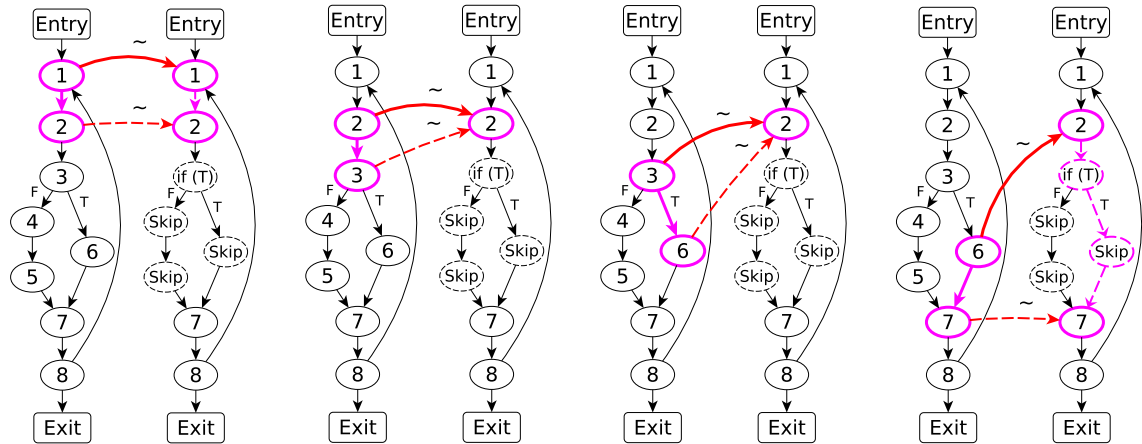 Entry Entry Entry Entry Entry Entry Entry Entry
~
1 1 1 1 1 1 1 1
~ ~ ~
2 2 2 2 2 2 2 2
~ ~ ~
3 if (T) 3 if (T) 3 if (T) 3 if (T)
F T F T F T F T F T F T F T F T
4 Skip 4 Skip 4 Skip 4 Skip
6 Skip 6 Skip 6 Skip 6 Skip
5 Skip 5 Skip 5 Skip 5 Skip
~
7 7 7 7 7 7 7 7
8 8 8 8 8 8 8 8
Exit Exit Exit Exit Exit Exit Exit Exit